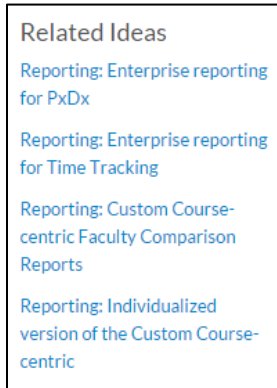 Related Ideas
Reporting: Enterprise reporting
for PxDx
Reporting: Enterprise reporting
for Time Tracking
Reporting: Custom Course-
centric Faculty Comparison
Reports
Reporting: Individualized
version of the Custom Course-
centric